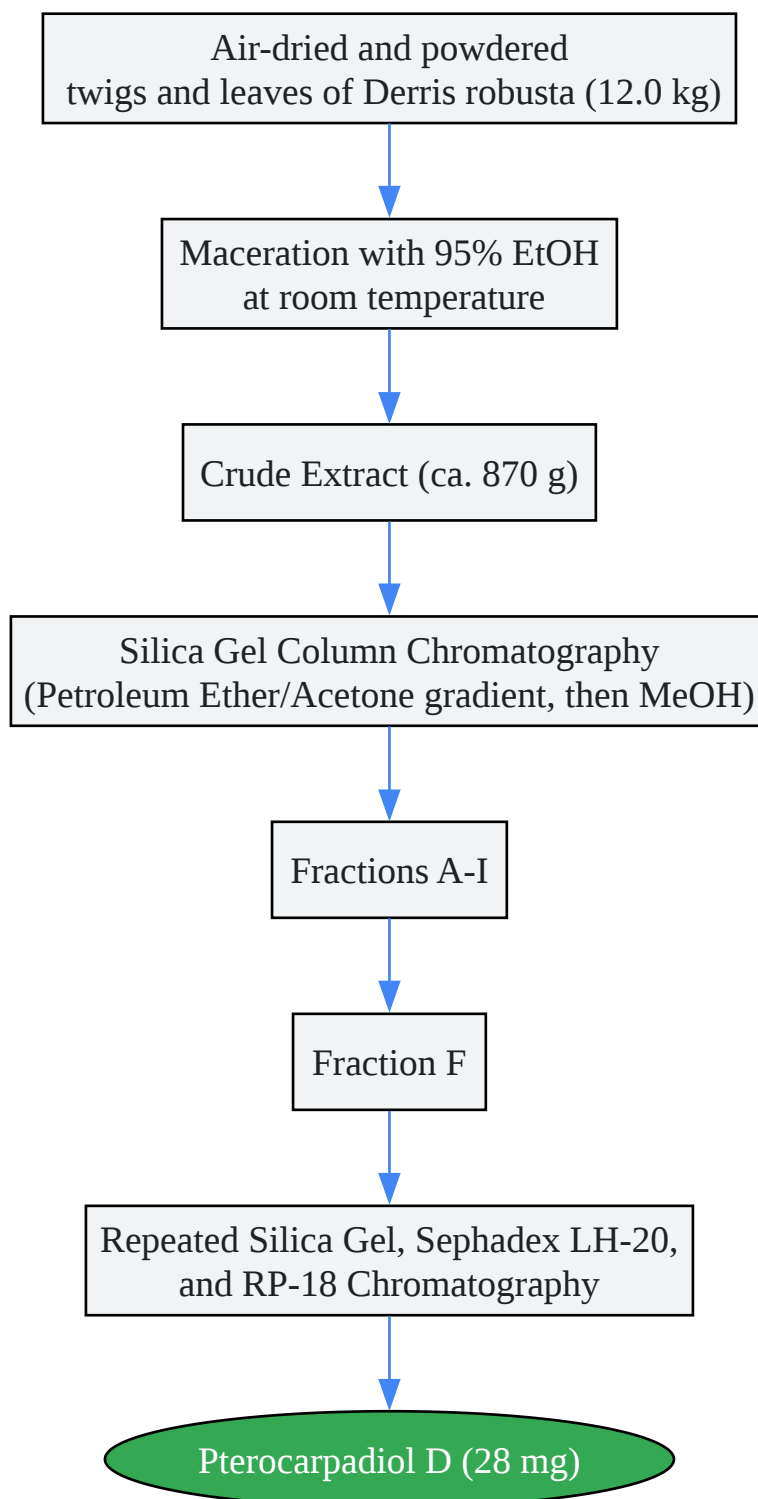 Air-dried and powdered
twigs and leaves of Derris robusta (12.0 kg)
Maceration with 95% EtOH
at room temperature
Crude Extract (ca. 870 g)
Silica Gel Column Chromatography
(Petroleum Ether/Acetone gradient, then MeOH)
Fractions A-I
Fraction F
Repeated Silica Gel, Sephadex LH-20,
and RP-18 Chromatography
Pterocarpadiol D (28 mg)